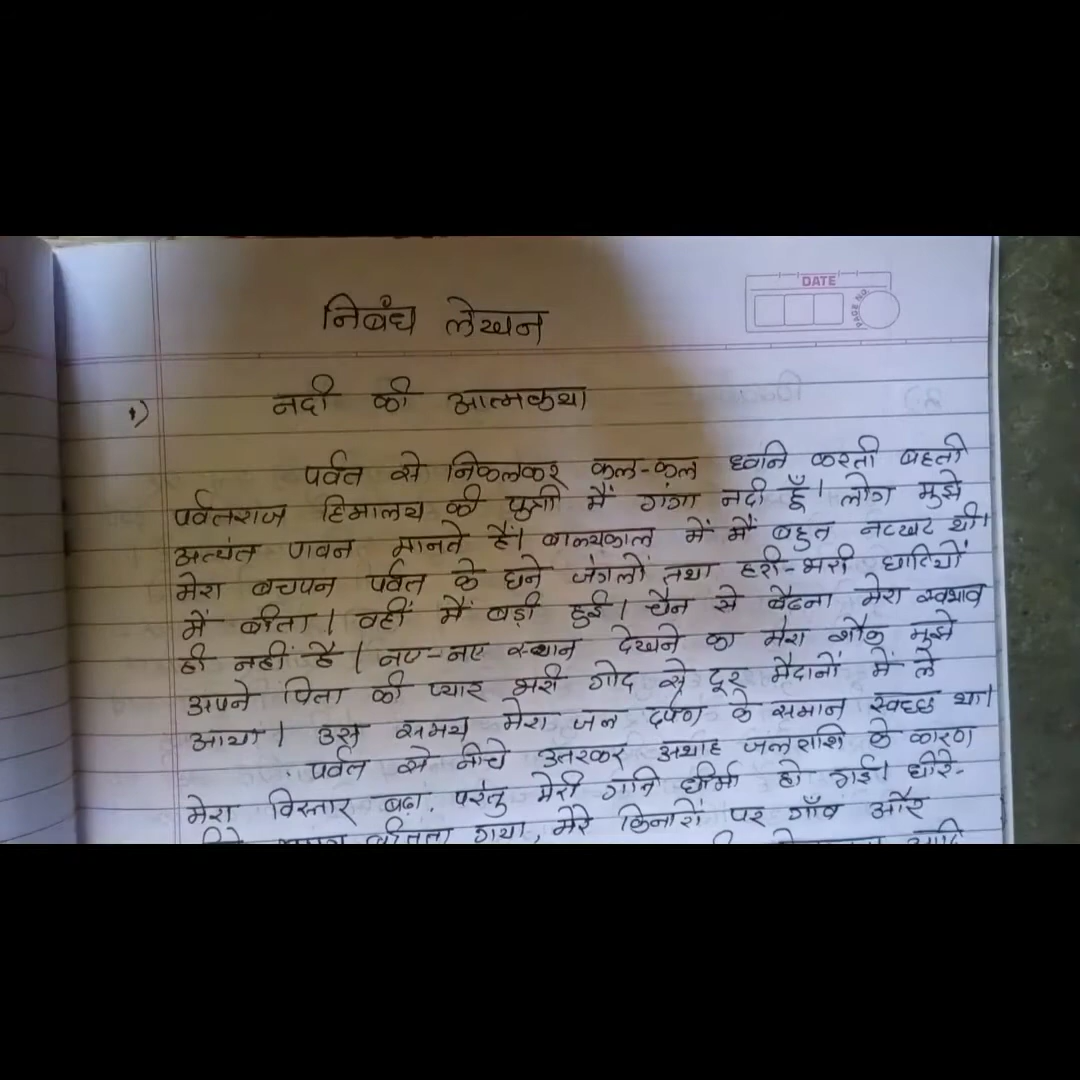 DATE
PAGE NO.
निबँध लेखन
1) नदी की आत्मकथा
पर्वत से निकलकर कल-कल ध्वनि करती बहती
पर्वतराज हिमालय की पुत्री मैं गंगा नदी हूँ। लोग मुझे
अत्यंत पावन मानते हैं। बाल्यकाल में मैं बहुत नटखट थी।
मेरा बचपन पर्वत के घने जंगलों तथा हरी-भरी घाटियों
में बीता। वहीं मैं बड़ी हुई। चैन से बैठना मेरा स्वभाव
ही नहीं है। नए-नए स्थान देखने का मेरा शौक मुझे
अपने पिता की प्यार भरी गोद से दूर मैदानों में ले
आया। उस समय मेरा जल दर्पण के समान स्वच्छ था।
पर्वत से नीचे उतरकर अथाह जलराशि के कारण
मेरा विस्तार बढ़ा, परंतु मेरी गति धीमी हो गई। धीरे-
बीतता गया, मेरे किनारों पर गाँव और
आदि